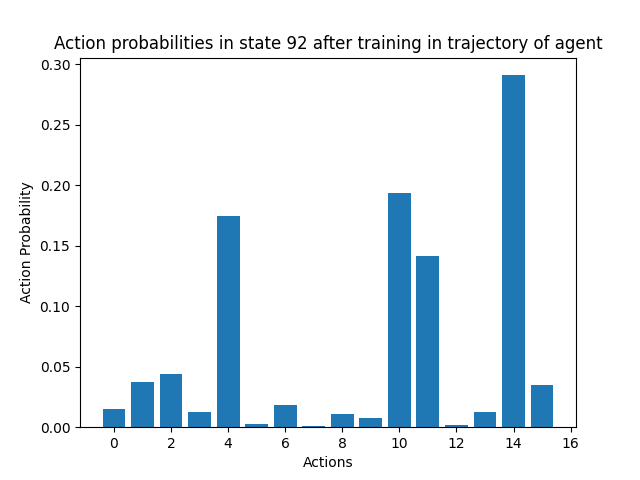 Action probabilities in state 92 after training in trajectory of agent
0.30
0.25
0.20
0.15
0.10
0.05
0.00
Action Probability
0 2 4 6 8 10 12 14 16
Actions